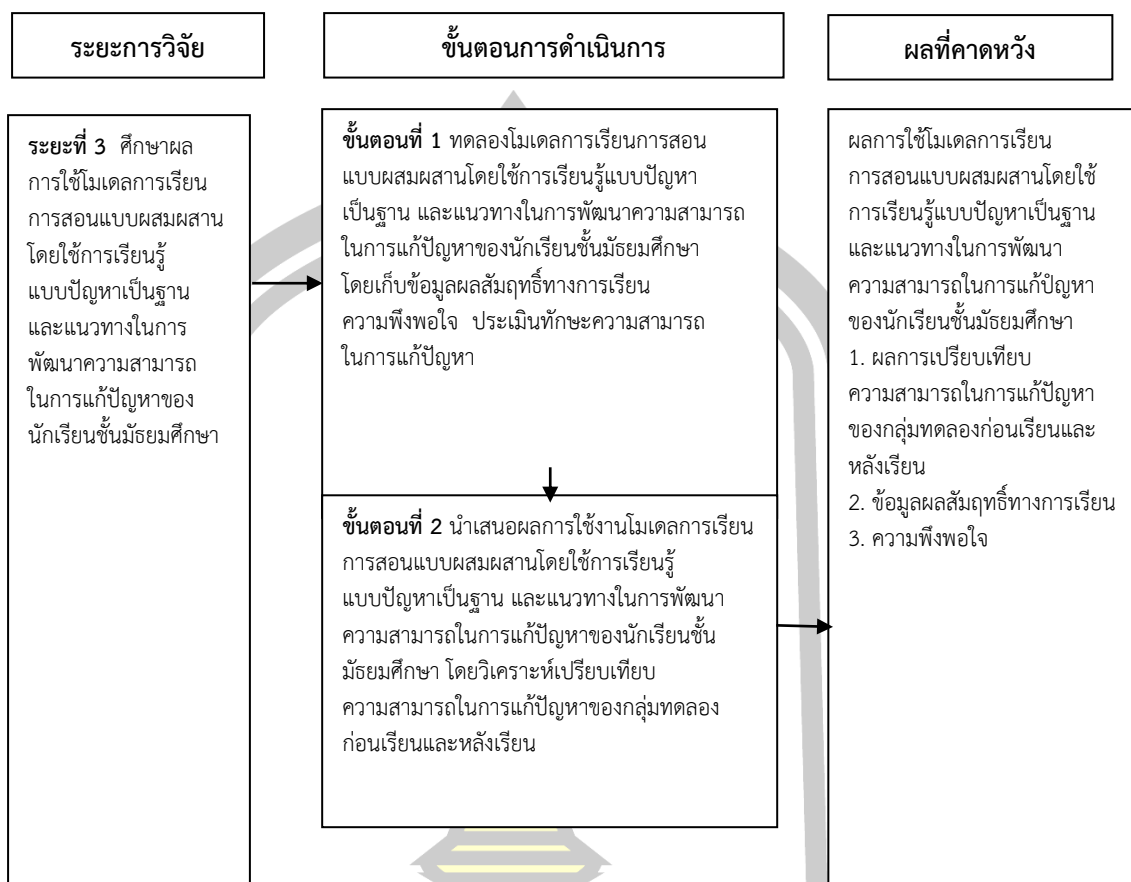 ระยะการวิจัย
ขั้นตอนการดำเนินการ
ผลที่คาดหวัง
ระยะที่ 3 ศึกษาผล
การใช้โมเดลการเรียน
การสอนแบบผสมผสาน
โดยใช้การเรียนรู้
แบบปัญหาเป็นฐาน
และแนวทางในการ
พัฒนาความสามารถ
ในการแก้ปัญหาของ
นักเรียนชั้นมัธยมศึกษา
ขั้นตอนที่ 1 ทดลองโมเดลการเรียนการสอน
แบบผสมผสานโดยใช้การเรียนรู้แบบปัญหา
เป็นฐาน และแนวทางในการพัฒนาความสามารถ
ในการแก้ปัญหาของนักเรียนชั้นมัธยมศึกษา
โดยเก็บข้อมูลผลสัมฤทธิ์ทางการเรียน
ความพึงพอใจ ประเมินทักษะความสามารถ
ในการแก้ปัญหา
ขั้นตอนที่ 2 นำเสนอผลการใช้งานโมเดลการเรียน
การสอนแบบผสมผสานโดยใช้การเรียนรู้
แบบปัญหาเป็นฐาน และแนวทางในการพัฒนา
ความสามารถในการแก้ปัญหาของนักเรียนชั้น
มัธยมศึกษา โดยวิเคราะห์เปรียบเทียบ
ความสามารถในการแก้ปัญหาของกลุ่มทดลอง
ก่อนเรียนและหลังเรียน
ผลการใช้โมเดลการเรียน
การสอนแบบผสมผสานโดยใช้
การเรียนรู้แบบปัญหาเป็นฐาน
และแนวทางในการพัฒนา
ความสามารถในการแก้ปัญหา
ของนักเรียนชั้นมัธยมศึกษา
1. ผลการเปรียบเทียบ
ความสามารถในการแก้ปัญหา
ของกลุ่มทดลองก่อนเรียนและ
หลังเรียน
2. ข้อมูลผลสัมฤทธิ์ทางการเรียน
3. ความพึงพอใจ